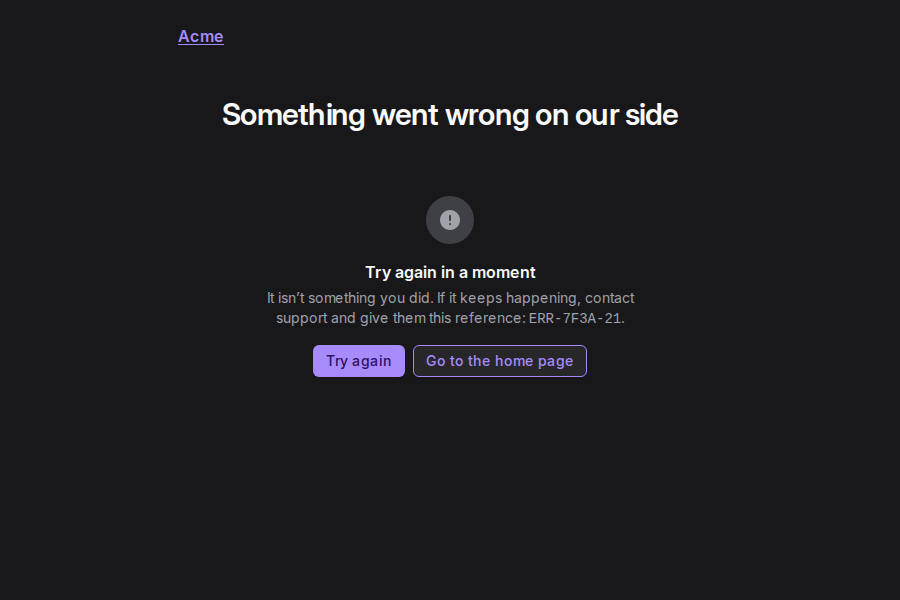 Acme
Something went wrong on our side
Try again in a moment
It isn’t something you did. If it keeps happening, contact
support and give them this reference: ERR-7F3A-21.
Try again
Go to the home page